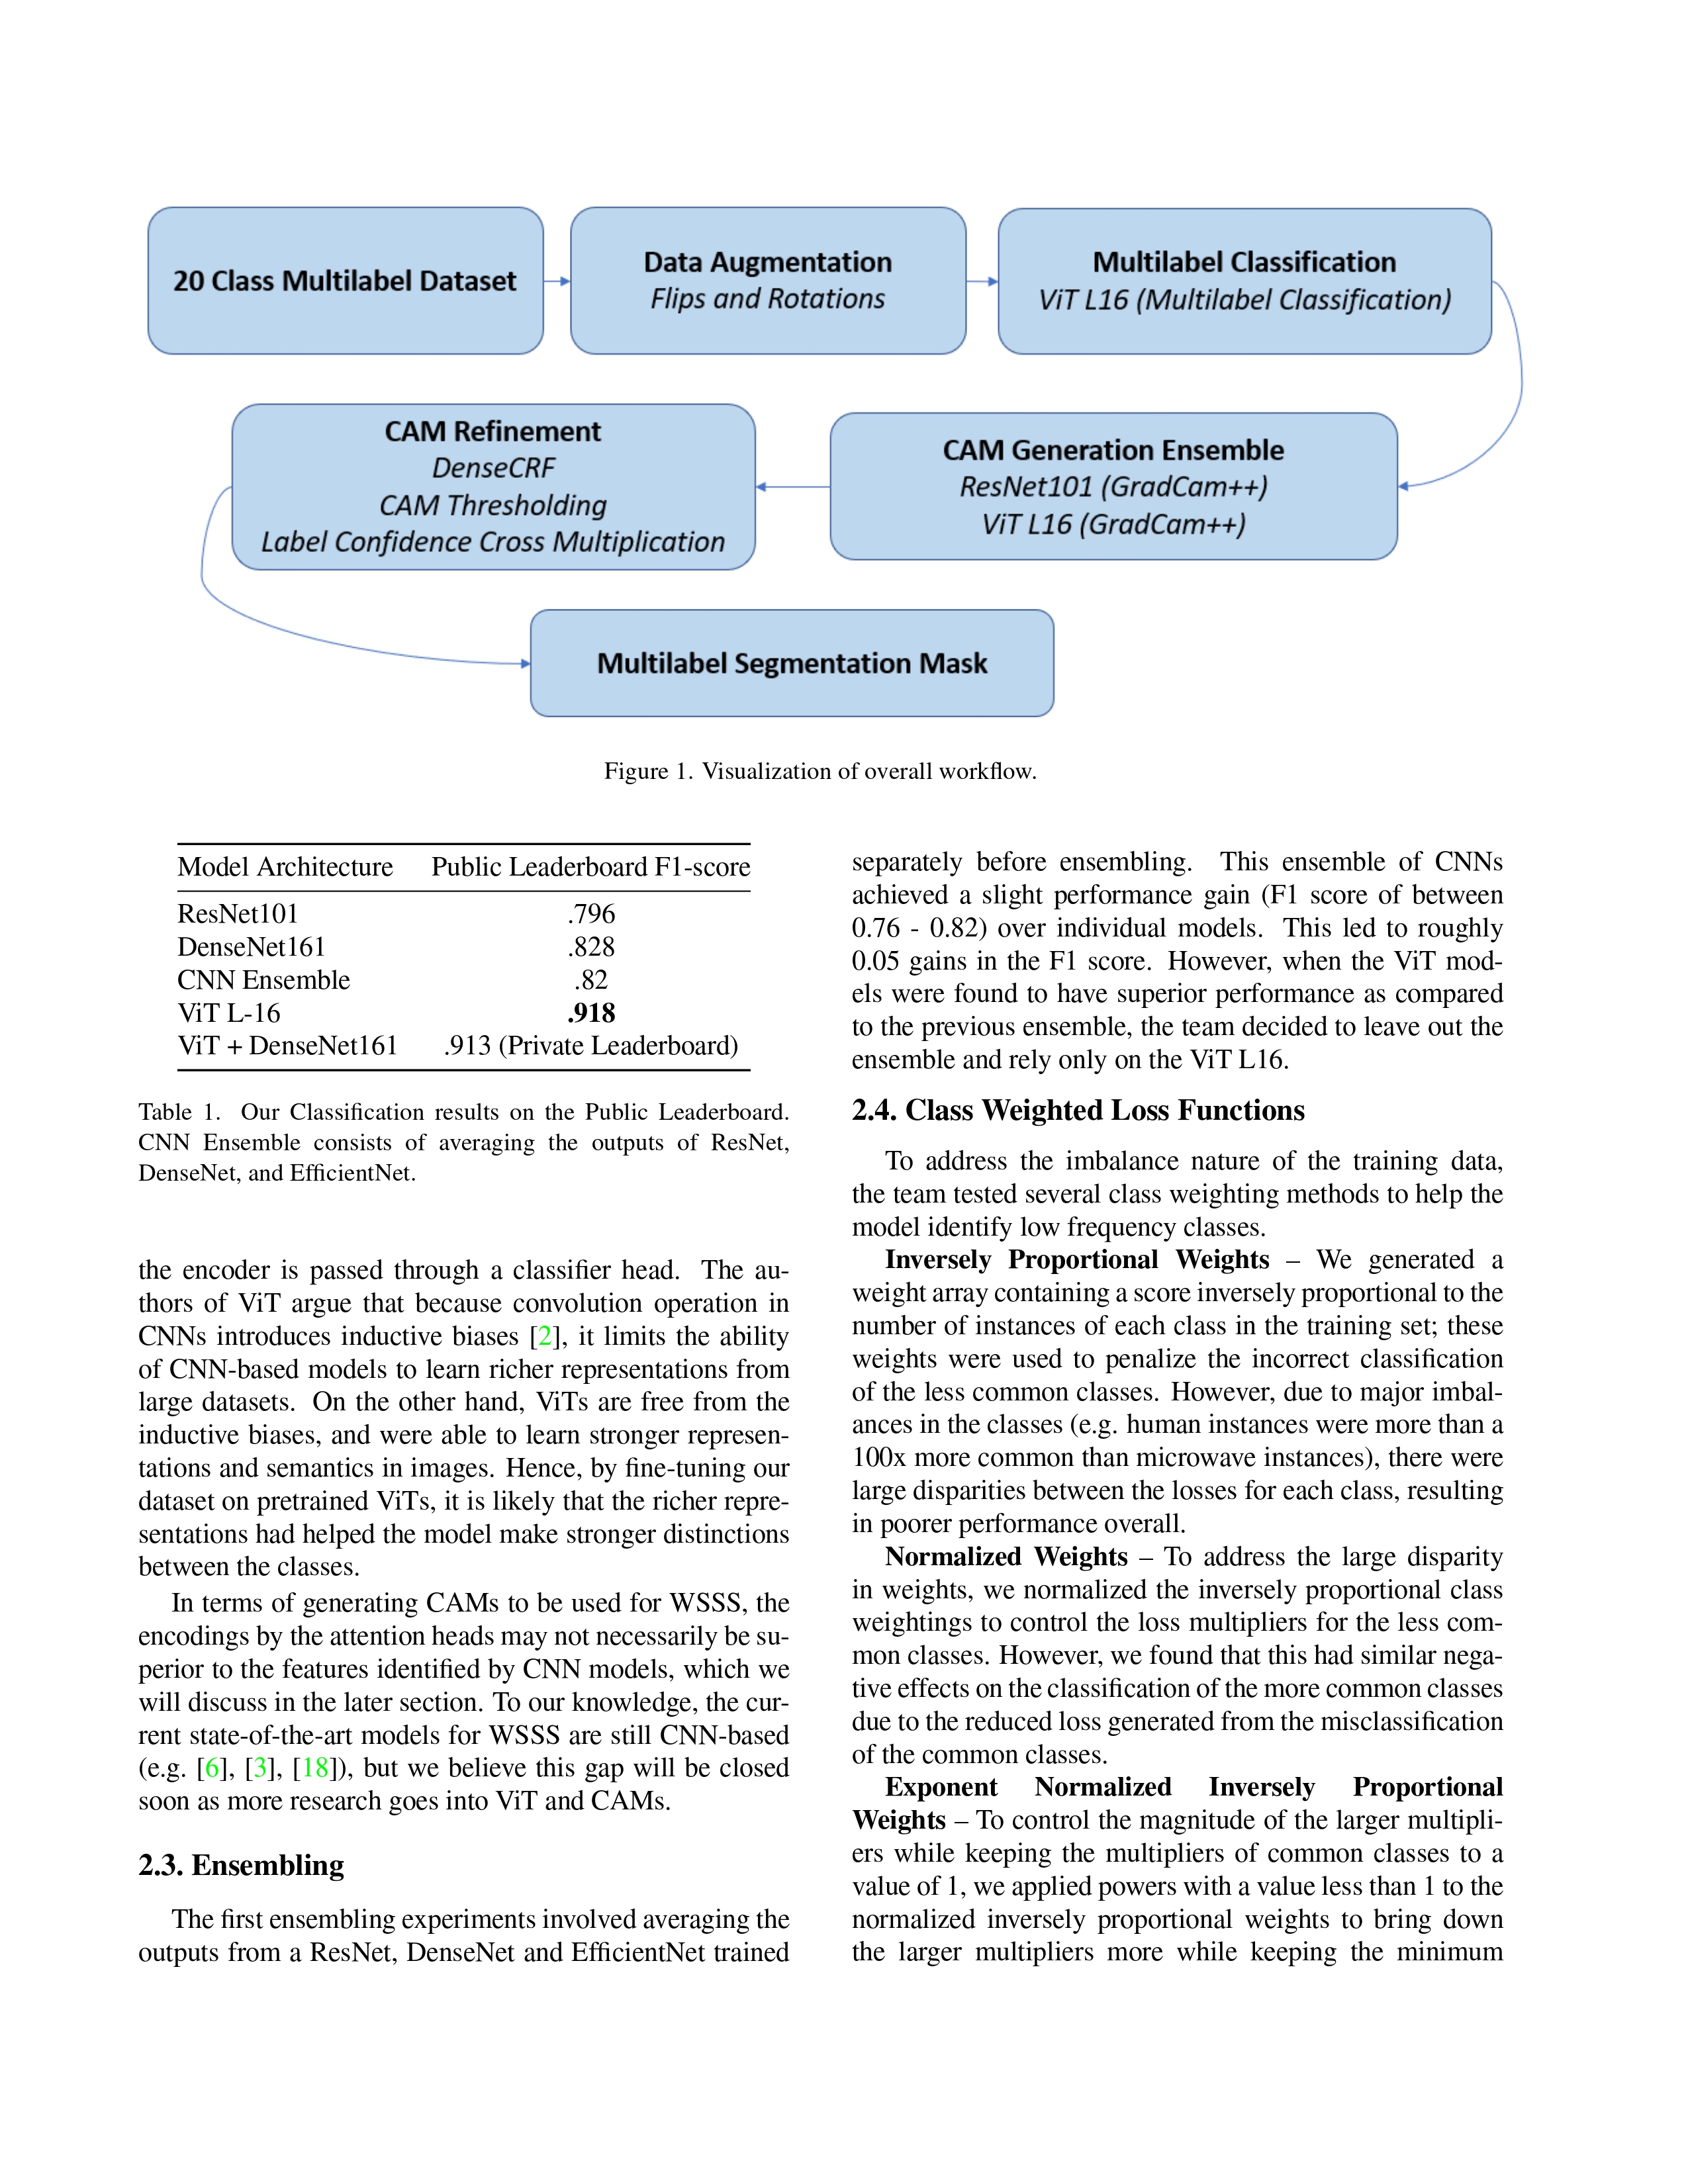 20 Class Multilabel Dataset
Data Augmentation
Flips and Rotations
Multilabel Classification
ViT L16 (Multilabel Classification)
CAM Generation Ensemble
ResNet101 (GradCam++)
ViT L16 (GradCam++)
CAM Refinement
DenseCRF
CAM Thresholding
Label Confidence Cross Multiplication
Multilabel Segmentation Mask
Figure 1. Visualization of overall workflow.
Model Architecture Public Leaderboard F1-score
ResNet101 .796
DenseNet161 .828
CNN Ensemble .82
ViT L-16 .918
ViT + DenseNet161 .913 (Private Leaderboard)
Table 1. Our Classification results on the Public Leaderboard.
CNN Ensemble consists of averaging the outputs of ResNet,
DenseNet, and EfficientNet.
the encoder is passed through a classifier head. The au-
thors of ViT argue that because convolution operation in
CNNs introduces inductive biases [2], it limits the ability
of CNN-based models to learn richer representations from
large datasets. On the other hand, ViTs are free from the
inductive biases, and were able to learn stronger represen-
tations and semantics in images. Hence, by fine-tuning our
dataset on pretrained ViTs, it is likely that the richer repre-
sentations had helped the model make stronger distinctions
between the classes.
In terms of generating CAMs to be used for WSSS, the
encodings by the attention heads may not necessarily be su-
perior to the features identified by CNN models, which we
will discuss in the later section. To our knowledge, the cur-
rent state-of-the-art models for WSSS are still CNN-based
(e.g. [6], [3], [18]), but we believe this gap will be closed
soon as more research goes into ViT and CAMs.
2.3. Ensembling
The first ensembling experiments involved averaging the
outputs from a ResNet, DenseNet and EfficientNet trained
separately before ensembling. This ensemble of CNNs
achieved a slight performance gain (F1 score of between
0.76 - 0.82) over individual models. This led to roughly
0.05 gains in the F1 score. However, when the ViT mod-
els were found to have superior performance as compared
to the previous ensemble, the team decided to leave out the
ensemble and rely only on the ViT L16.
2.4. Class Weighted Loss Functions
To address the imbalance nature of the training data,
the team tested several class weighting methods to help the
model identify low frequency classes.
Inversely Proportional Weights – We generated a
weight array containing a score inversely proportional to the
number of instances of each class in the training set; these
weights were used to penalize the incorrect classification
of the less common classes. However, due to major imbal-
ances in the classes (e.g. human instances were more than a
100x more common than microwave instances), there were
large disparities between the losses for each class, resulting
in poorer performance overall.
Normalized Weights – To address the large disparity
in weights, we normalized the inversely proportional class
weightings to control the loss multipliers for the less com-
mon classes. However, we found that this had similar nega-
tive effects on the classification of the more common classes
due to the reduced loss generated from the misclassification
of the common classes.
Exponent Normalized Inversely Proportional
Weights – To control the magnitude of the larger multipli-
ers while keeping the multipliers of common classes to a
value of 1, we applied powers with a value less than 1 to the
normalized inversely proportional weights to bring down
the larger multipliers more while keeping the minimum